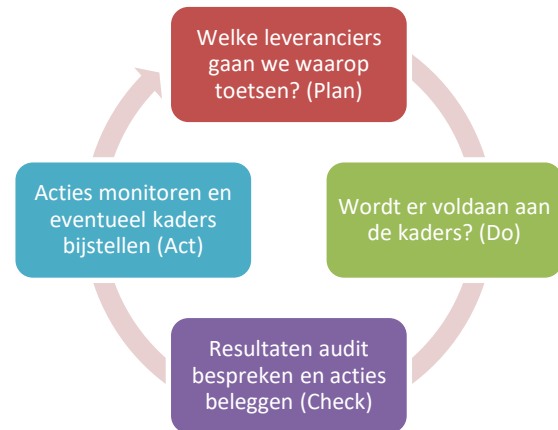 Welke leveranciers
gaan we waarop
toetsen? (Plan)
Wordt er voldaan aan
de kaders? (Do)
Resultaten audit
bespreken en acties
beleggen (Check)
Acties monitoren en
eventueel kaders
bijstellen (Act)